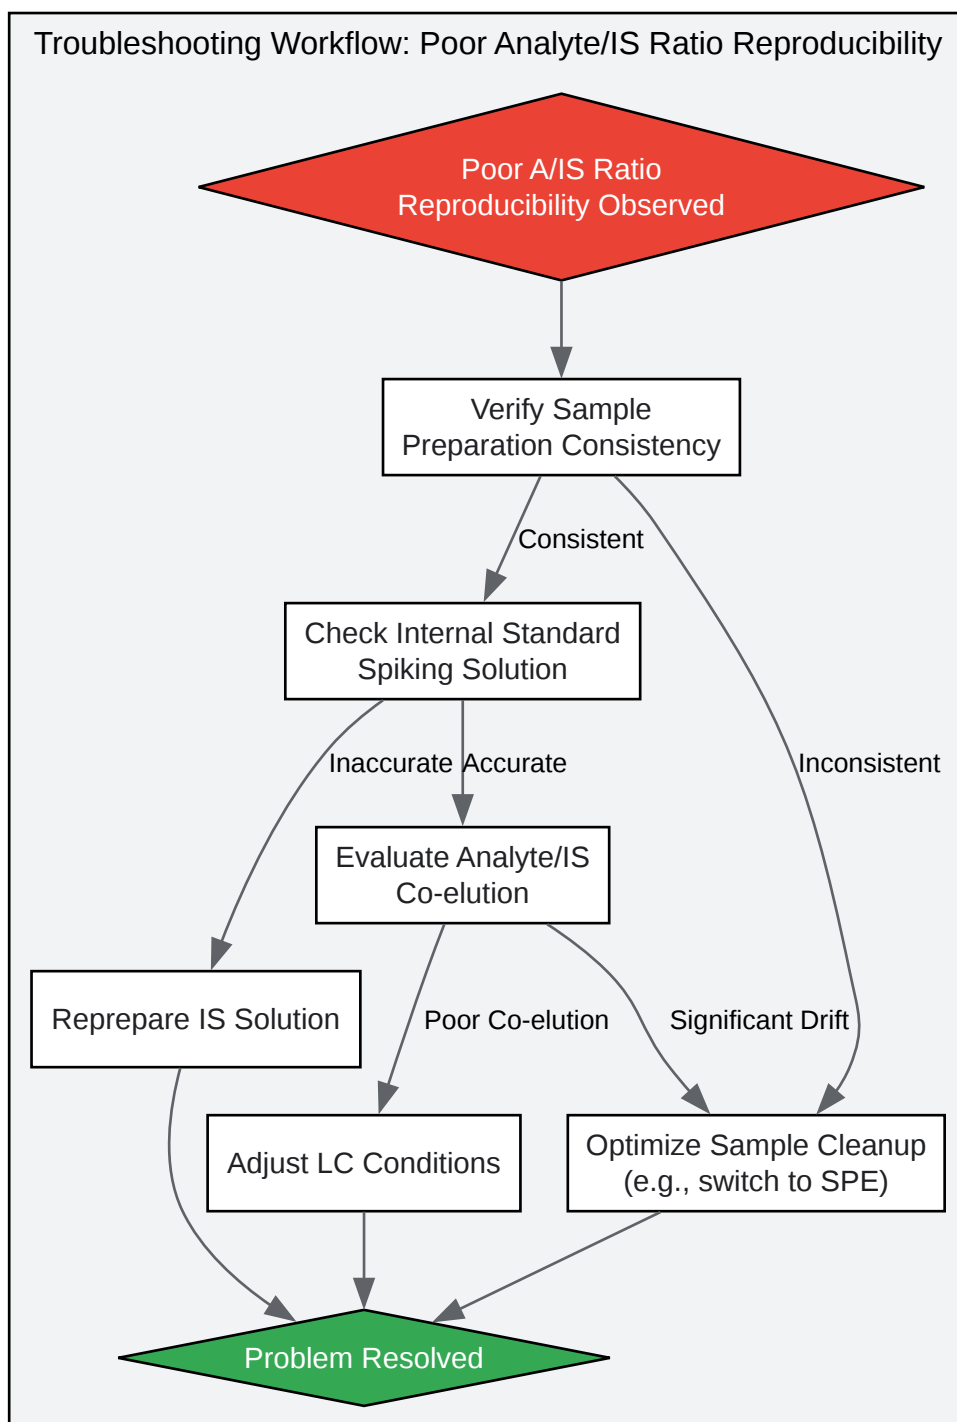 Troubleshooting Workflow: Poor Analyte/IS Ratio Reproducibility
Poor A/IS Ratio
Reproducibility Observed
Verify Sample
Preparation Consistency
Consistent
Check Internal Standard
Spiking Solution
Inaccurate
Accurate
Inconsistent
Evaluate Analyte/IS
Co-elution
Reprepare IS Solution
Poor Co-elution
Significant Drift
Adjust LC Conditions
Optimize Sample Cleanup
(e.g., switch to SPE)
Problem Resolved